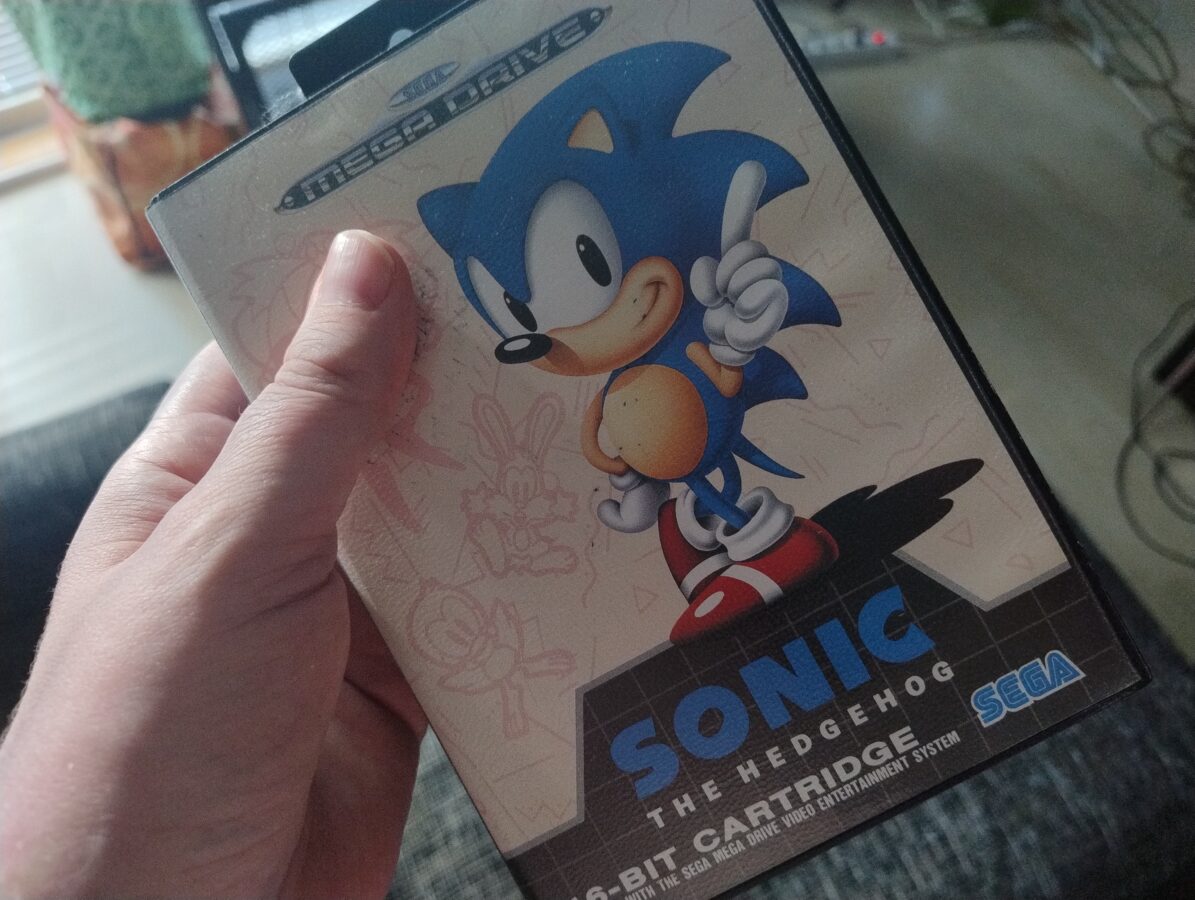 SEGA
MEGA DRIVE
SONIC
THE HEDGEHOG
SEGA
16-BIT CARTRIDGE
WITH THE SEGA MEGA DRIVE VIDEO ENTERTAINMENT SYSTEM